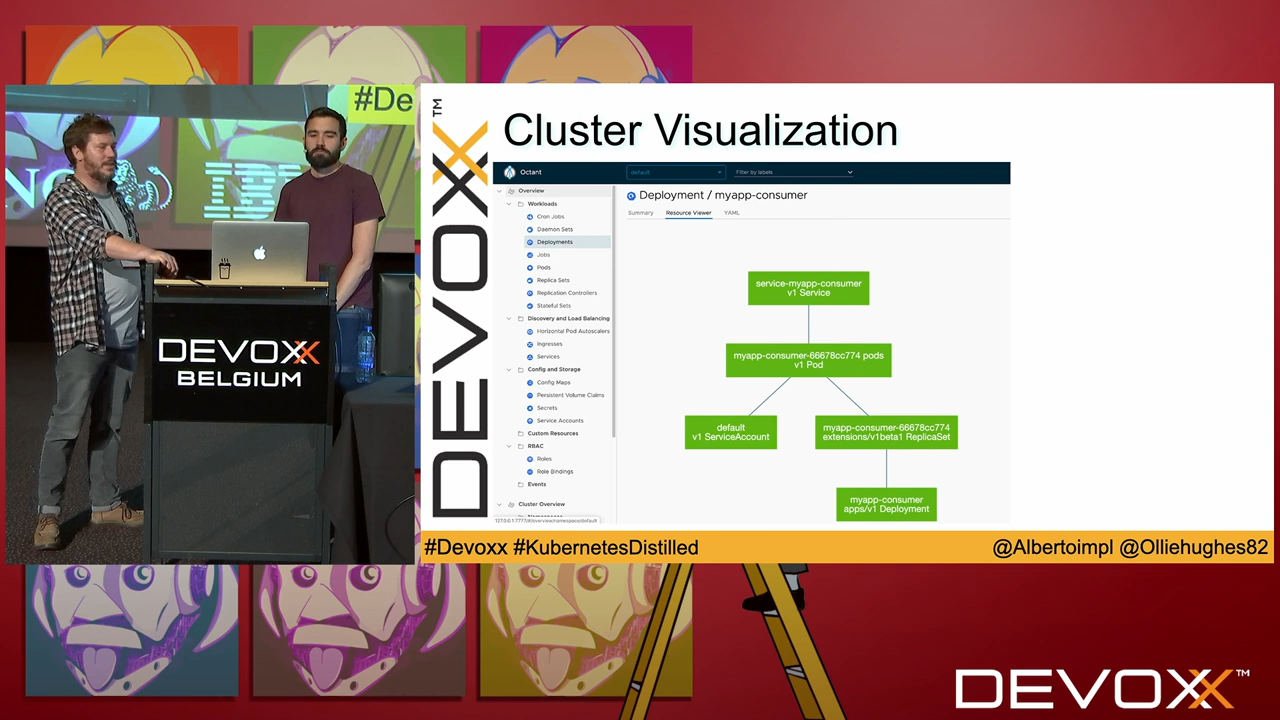 #De
IBM
DEVOXX
BELGIUM
DEVOXX™
Cluster Visualization
Octant
default
Filter by labels
Overview
Workloads
Cron Jobs
Daemon Sets
Deployments
Jobs
Pods
Replica Sets
Replication Controllers
Stateful Sets
Discovery and Load Balancing
Horizontal Pod Autoscalers
Ingresses
Services
Config and Storage
Config Maps
Persistent Volume Claims
Secrets
Service Accounts
Custom Resources
RBAC
Roles
Role Bindings
Events
Cluster Overview
Namespaces
Deployment / myapp-consumer
Summary Resource Viewer YAML
service-myapp-consumer
v1 Service
myapp-consumer-66678cc774 pods
v1 Pod
default
v1 ServiceAccount
myapp-consumer-66678cc774
extensions/v1beta1 ReplicaSet
myapp-consumer
apps/v1 Deployment
#Devoxx #KubernetesDistilled
@Albertoimpl @Olliehughes82
DEVOXX™